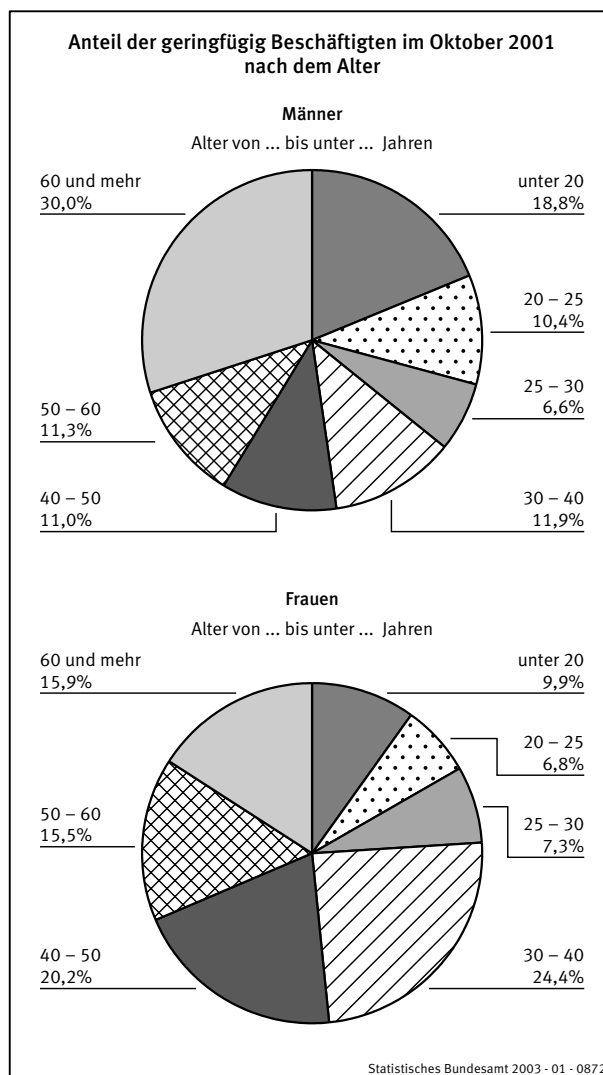 Anteil der geringfügig Beschäftigten im Oktober 2001
nach dem Alter
Männer
Alter von ... bis unter ... Jahren
60 und mehr
30,0%
unter 20
18,8%
20 – 25
10,4%
25 – 30
6,6%
50 – 60
11,3%
40 – 50
11,0%
30 – 40
11,9%
Frauen
Alter von ... bis unter ... Jahren
60 und mehr
15,9%
unter 20
9,9%
20 – 25
6,8%
50 – 60
15,5%
25 – 30
7,3%
40 – 50
20,2%
30 – 40
24,4%
Statistisches Bundesamt 2003 - 01 - 0872